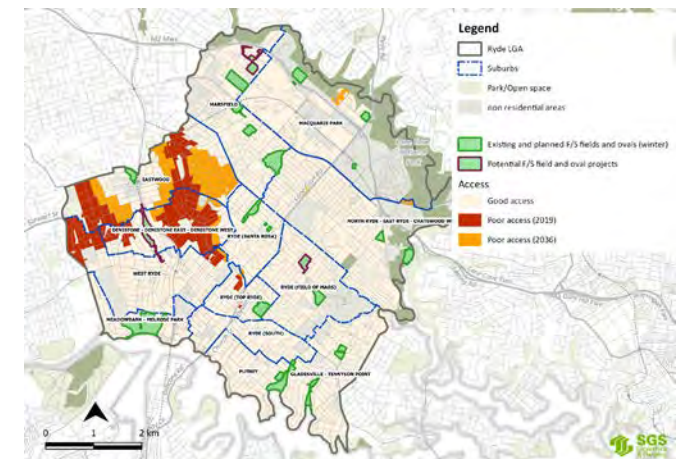 Legend
Ryde LGA
Suburbs
Park/Open space
non residential areas
Existing and planned F/S fields and ovals (winter)
Potential F/S field and oval projects
Access
Good access
Poor access (2019)
Poor access (2036)
MARSFIELD
MACQUARIE PARK
EASTWOOD
DENISTONE - DENISTONE EAST - DENISTONE WEST
RYDE (SANTA ROSA)
NORTH RYDE - EAST RYDE - CHATSWOOD W
WEST RYDE
RYDE (FIELD OF MARS)
RYDE (TOP RYDE)
MEADOWBANK - MELROSE PARK
RYDE (SOUTH)
PUTNEY
GLADESVILLE - TENNYSON POINT
0 1 2 km
SGS